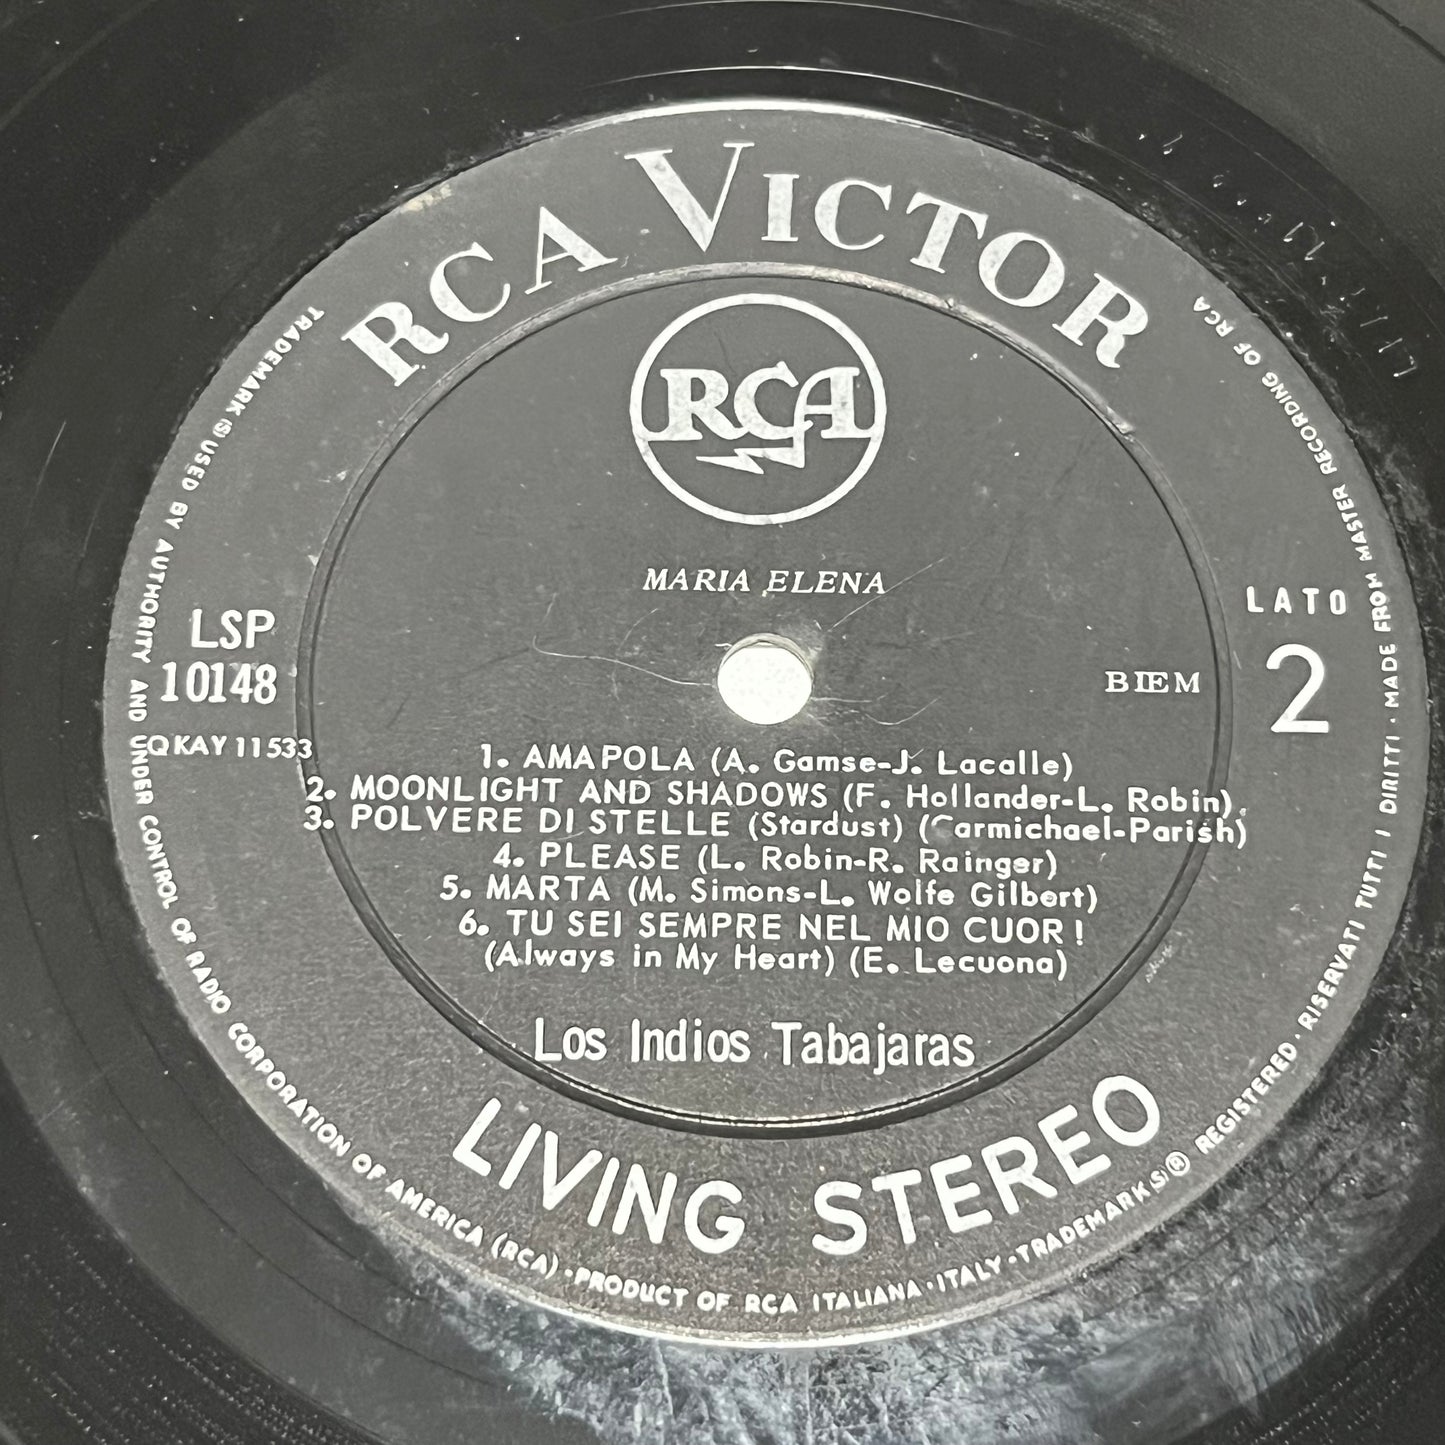 RCA VICTOR
RCA
MARIA ELENA
LSP
10148
QKAY 11533
LATO
2
BIEM
1. AMAPOLA (A. Gamse-J. Lacalle)
2. MOONLIGHT AND SHADOWS (F. Hollander-L. Robin)
3. POLVERE DI STELLE (Stardust) (Carmichael-Parish)
4. PLEASE (L. Robin-R. Rainger)
5. MARTA (M. Simons-L. Wolfe Gilbert)
6. TU SEI SEMPRE NEL MIO CUOR!
(Always in My Heart) (E. Lecuona)
Los Indios Tabajaras
LIVING STEREO
TRADEMARK (S) USED BY AUTHORITY AND UNDER CONTROL OF RADIO CORPORATION OF AMERICA (RCA) · PRODUCT OF RCA ITALIANA · ITALY · TRADEMARK(S) ® REGISTERED · RISERVATI TUTTI I DIRITTI · MADE FROM MASTER RECORDING OF RCA